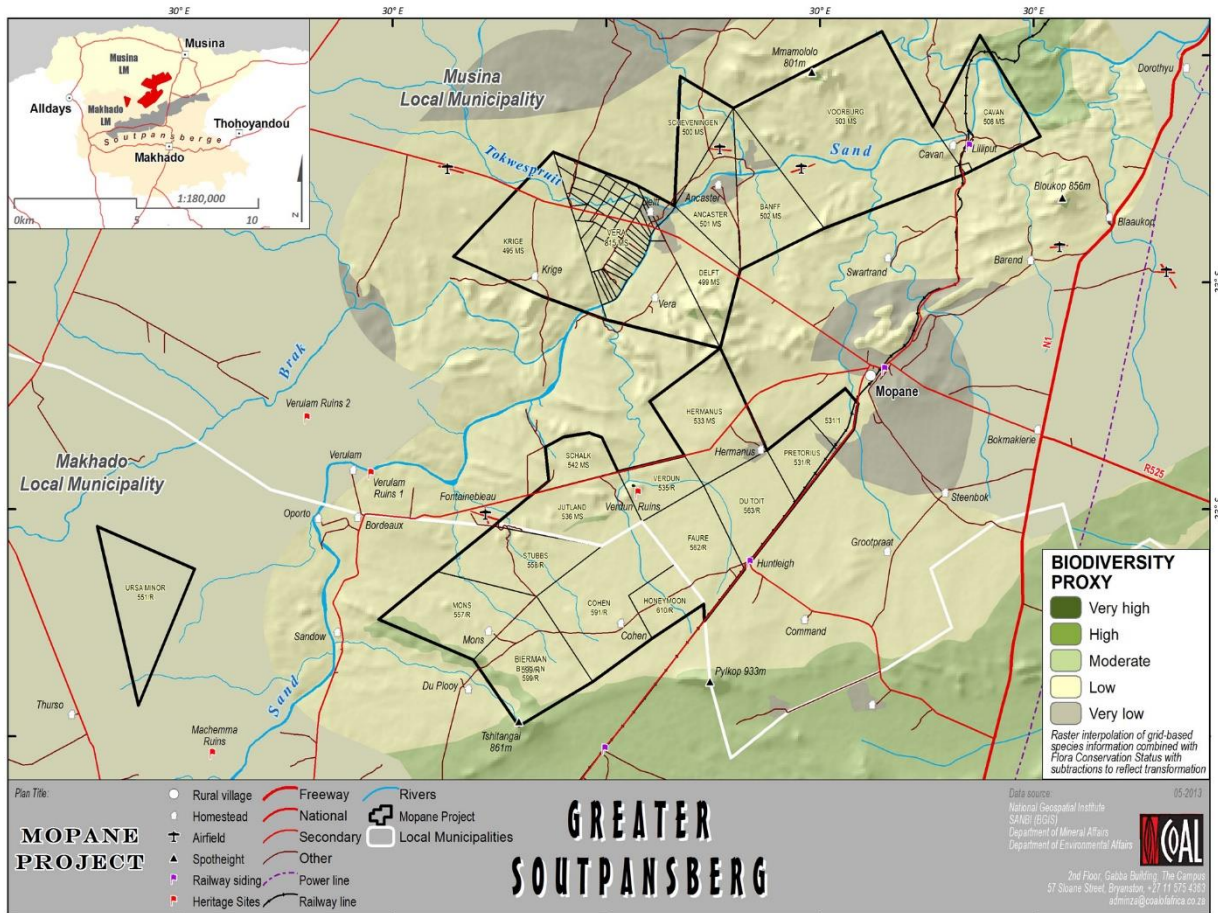 30°E
30°E
30°E
Musina
Musina
LM
Alldays
Makhado
LM
Thohoyandou
Soutpansberge
Makhado
1:180,000
0km
5
10
N
Musina
Local Municipality
Mmamololo
801m
Dorothyu
SCHEVENINGEN
500 MS
VOORBURG
503 MS
CAVAN
508 MS
Tokwespruit
Sand
Cavan
Lilliput
Ancaster
Delft
Bloukop 856m
Blaaukop
KRIGE
495 MS
VERA
815 MS
ANCASTER
501 MS
BANFF
502 MS
Krige
DELFT
499 MS
Swartrand
Barend
Vera
N1
Brak
Mopane
Verulam Ruins 2
HERMANUS
533 MS
531/1
Bokmakierie
R525
Makhado
Local Municipality
SCHALK
542 MS
Hermanus
PRETORIUS
531/R
Verulam
Verulam
Ruins 1
Fontainebleau
VERDUN
535/R
Verdun Ruins
DU TOIT
563/R
Steenbok
Oporto
Bordeaux
JUTLAND
536 MS
FAURE
562/R
Grootpraat
STUBBS
558/R
Huntleigh
URSA MINOR
551/R
MONS
557/R
COHEN
591/R
HONEYMOON
610/R
Sandow
Mons
Cohen
Command
BIERMAN
599/R
Du Plooy
Pylkop 933m
Sand
Thurso
Tshitangai
861m
Machemma
Ruins
BIODIVERSITY
PROXY
Very high
High
Moderate
Low
Very low
Raster interpolation of grid-based
species information combined with
Flora Conservation Status with
subtractions to reflect transformation
Plan Title:
MOPANE
PROJECT
Rural village
Homestead
Airfield
Spotheight
Railway siding
Heritage Sites
Freeway
National
Secondary
Other
Power line
Railway line
Rivers
Mopane Project
Local Municipalities
GREATER
SOUTPANSBERG
Data source:
05-2013
National Geospatial Institute
SANBI (BGIS)
Department of Mineral Affairs
Department of Environmental Affairs
COAL
2nd Floor, Gabba Building, The Campus
57 Sloane Street, Bryanston, +27 11 575 4363
adminza@coalofafrica.co.za